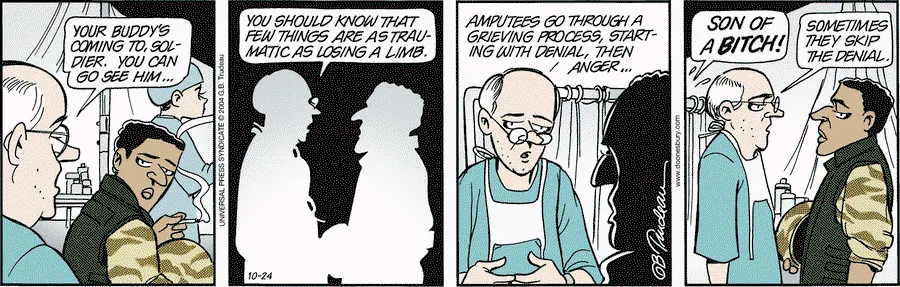 YOUR BUDDY'S
COMING TO, SOL-
DIER. YOU CAN
GO SEE HIM...
UNIVERSAL PRESS SYNDICATE © 2004 G.B. Trudeau
YOU SHOULD KNOW THAT
FEW THINGS ARE AS TRAU-
MATIC AS LOSING A LIMB.
10-24
AMPUTEES GO THROUGH A
GRIEVING PROCESS, START-
ING WITH DENIAL, THEN
ANGER...
GB Trudeau
www.doonesbury.com
SON OF
A BITCH!
SOMETIMES
THEY SKIP
THE DENIAL.